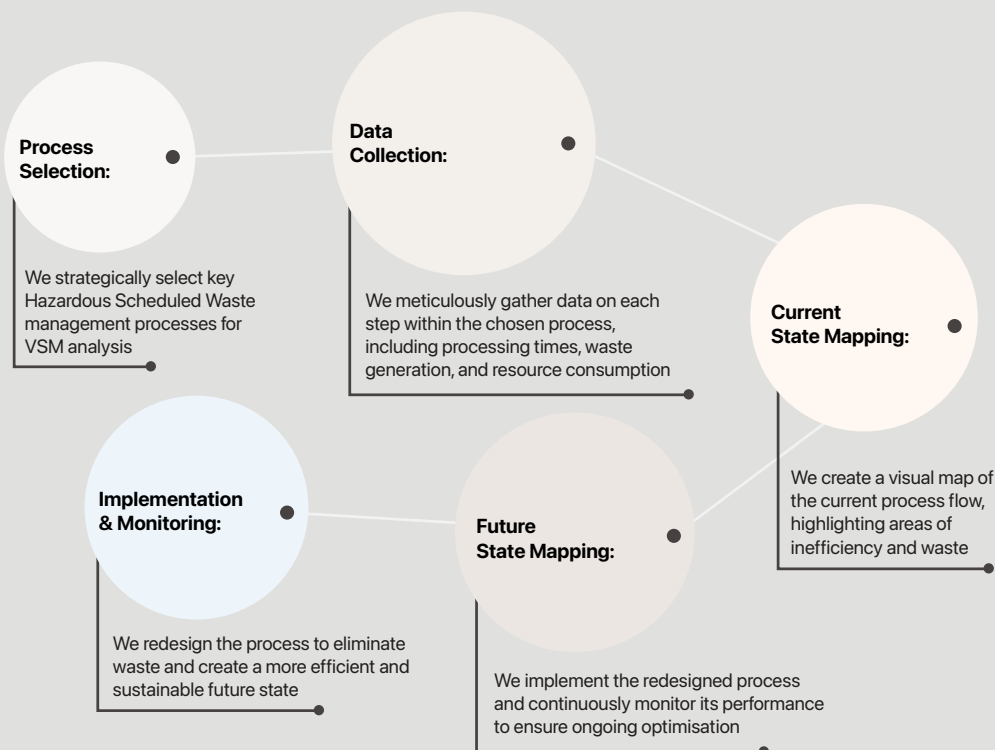 Process
Selection:
We strategically select key
Hazardous Scheduled Waste
management processes for
VSM analysis
Data
Collection:
We meticulously gather data on each
step within the chosen process,
including processing times, waste
generation, and resource consumption
Current
State Mapping:
We create a visual map of
the current process flow,
highlighting areas of
inefficiency and waste
Future
State Mapping:
We implement the redesigned process
and continuously monitor its performance
to ensure ongoing optimisation
Implementation
& Monitoring:
We redesign the process to eliminate
waste and create a more efficient and
sustainable future state